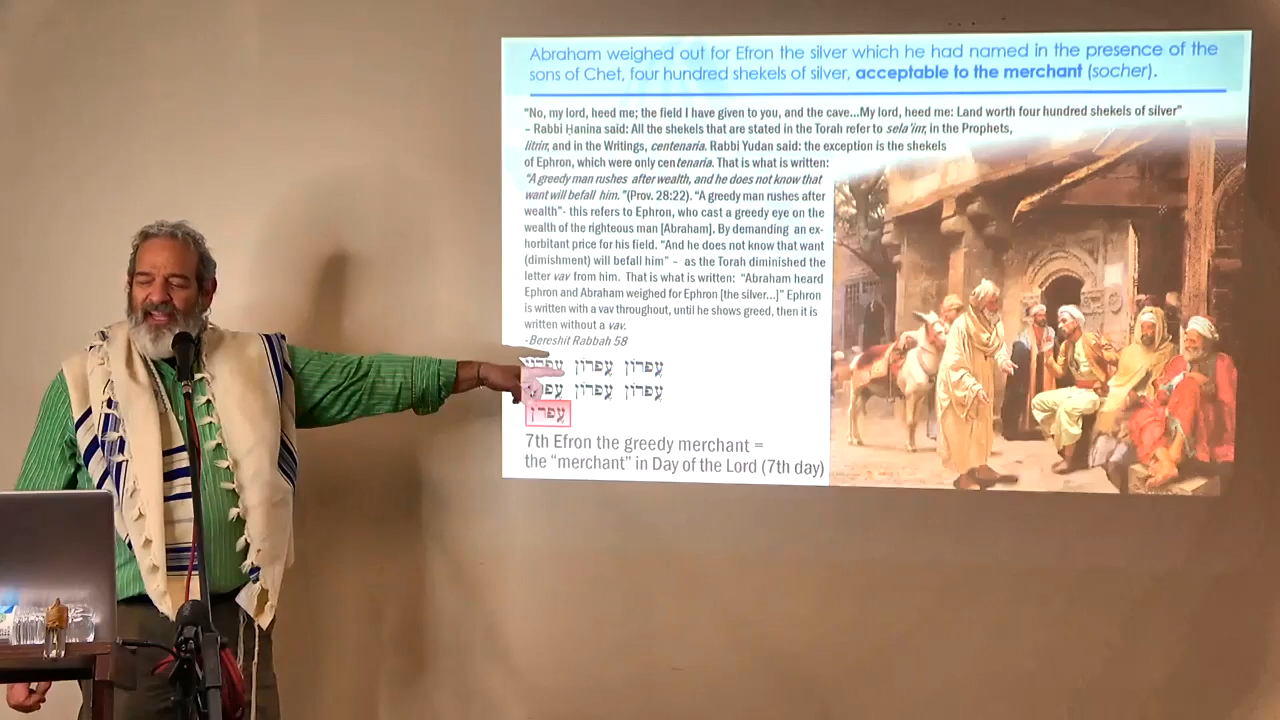 Abraham weighed out for Efron the silver which he had named in the presence of the
sons of Chet, four hundred shekels of silver, acceptable to the merchant (socher).
"No, my lord, heed me; the field I have given to you, and the cave...My lord, heed me: Land worth four hundred shekels of silver"
– Rabbi Ḥanina said: All the shekels that are stated in the Torah refer to sela'inr, in the Prophets,
litrin, and in the Writings, centenaria. Rabbi Yudan said: the exception is the shekels
of Ephron, which were only centenaria. That is what is written:
"A greedy man rushes after wealth, and he does not know that
want will befall him. "(Prov. 28:22). "A greedy man rushes after
wealth"- this refers to Ephron, who cast a greedy eye on the
wealth of the righteous man [Abraham]. By demanding an ex-
horbitant price for his field. "And he does not know that want
(dimishment) will befall him" – as the Torah diminished the
letter vav from him. That is what is written: "Abraham heard
Ephron and Abraham weighed for Ephron [the silver...]" Ephron
is written with a vav throughout, until he shows greed, then it is
written without a vav.
-Bereshit Rabbah 58
עֶפְרוֹן עֶפְרוֹן
עֶפְרוֹן עֶפְרוֹן
עֶפְרֹן
7th Efron the greedy merchant =
the "merchant" in Day of the Lord (7th day)